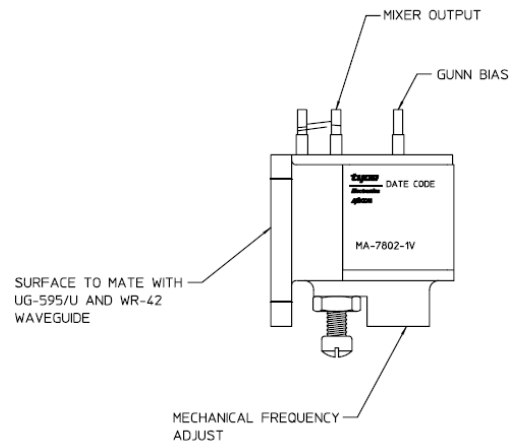 MIXER OUTPUT
GUNN BIAS
tyco
Electronics
DATE CODE
MA-7802-1V
SURFACE TO MATE WITH
UG-595/U AND WR-42
WAVEGUIDE
MECHANICAL FREQUENCY
ADJUST